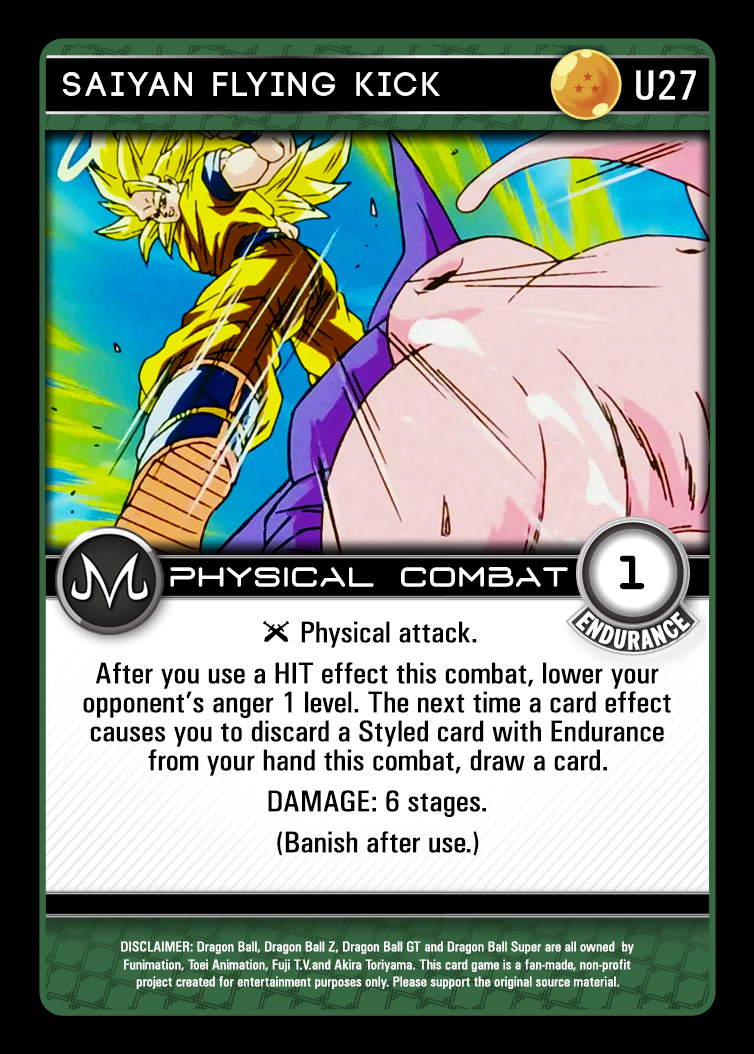 SAIYAN FLYING KICK U27
PHYSICAL COMBAT 1
ENDURANCE
Physical attack.
After you use a HIT effect this combat, lower your
opponent's anger 1 level. The next time a card effect
causes you to discard a Styled card with Endurance
from your hand this combat, draw a card.
DAMAGE: 6 stages.
(Banish after use.)
DISCLAIMER: Dragon Ball, Dragon Ball Z, Dragon Ball GT and Dragon Ball Super are all owned by
Funimation, Toei Animation, Fuji T.V.and Akira Toriyama. This card game is a fan-made, non-profit
project created for entertainment purposes only. Please support the original source material.